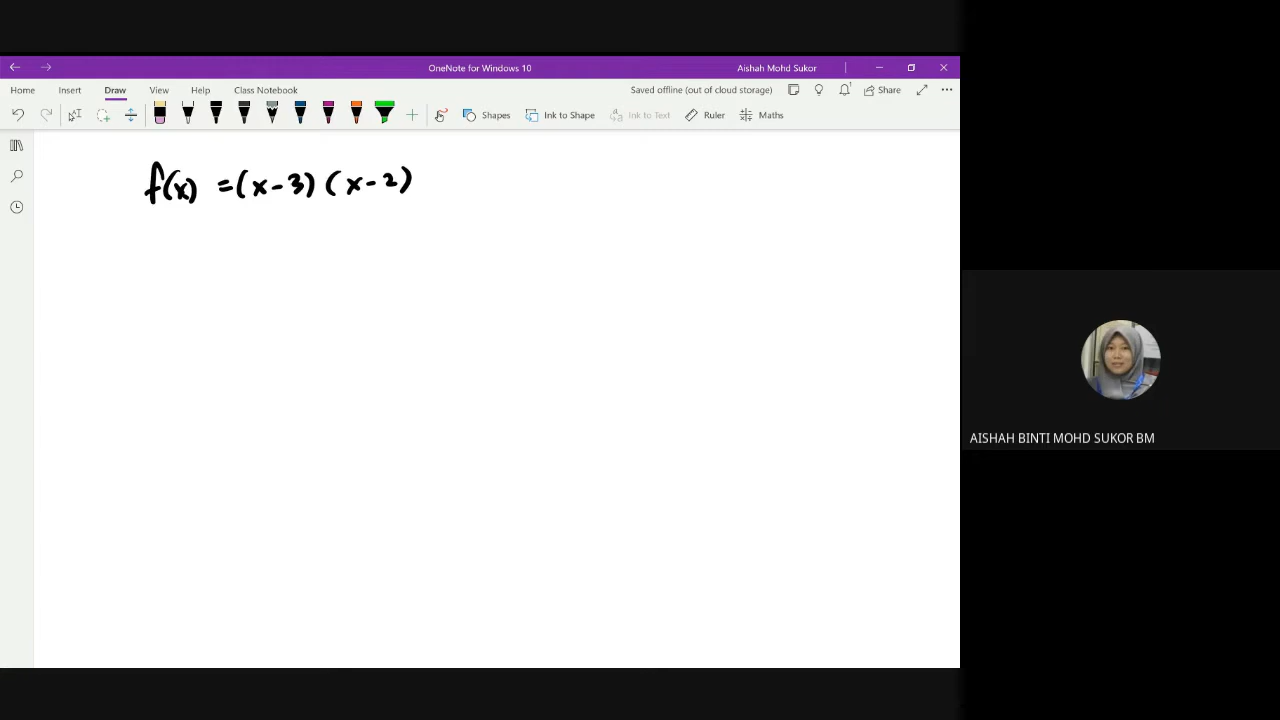 OneNote for Windows 10
Aishah Mohd Sukor
Home Insert Draw View Help Class Notebook
Saved offline (out of cloud storage)
Share
Shapes Ink to Shape Ink to Text Ruler Maths
f(x) = (x-3) (x-2)
AISHAH BINTI MOHD SUKOR BM